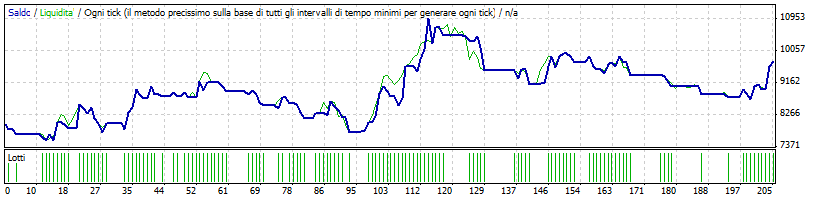 Saldo / Liquidita / Ogni tick (il metodo precissimo sulla base di tutti gli intervalli di tempo minimi per generare ogni tick) / n/a
10953
10057
9162
8266
7371
Lotti
0 10 18 27 35 44 52 61 69 78 86 95 103 112 120 129 137 146 154 163 171 180 188 197 205